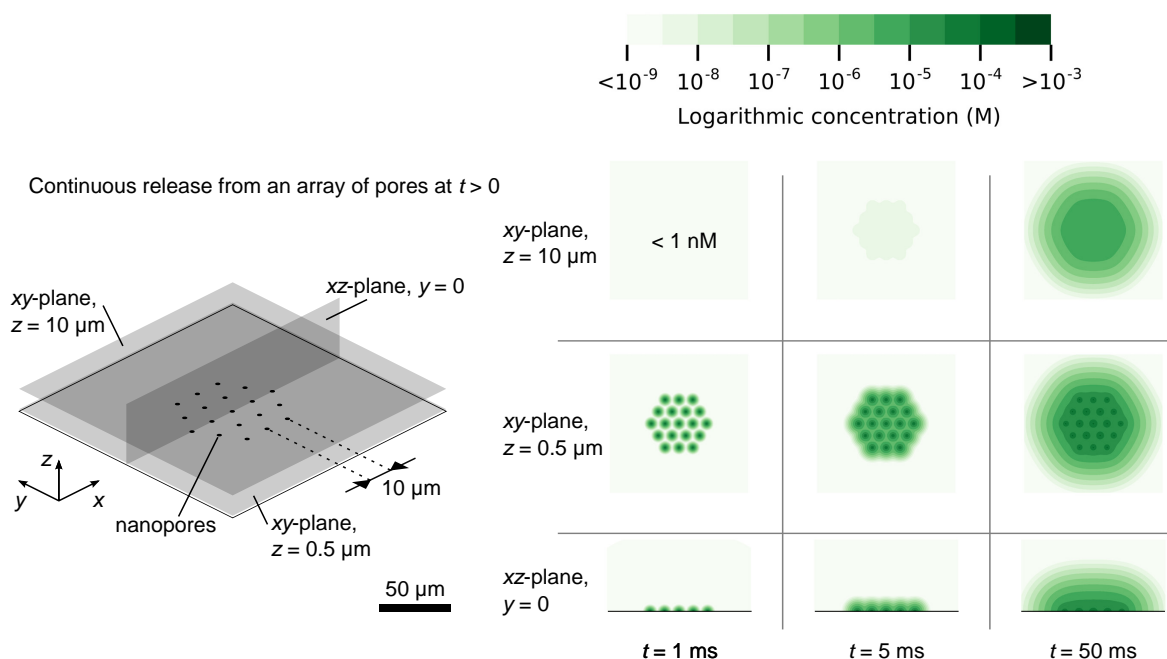 <10⁻⁹ 10⁻⁸ 10⁻⁷ 10⁻⁶ 10⁻⁵ 10⁻⁴ >10⁻³
Logarithmic concentration (M)
Continuous release from an array of pores at t > 0
xy-plane,
z = 10 µm
xz-plane, y = 0
z
y
x
nanopores
10 µm
xy-plane,
z = 0.5 µm
50 µm
xy-plane,
z = 10 µm
< 1 nM
xy-plane,
z = 0.5 µm
xz-plane,
y = 0
t = 1 ms
t = 5 ms
t = 50 ms